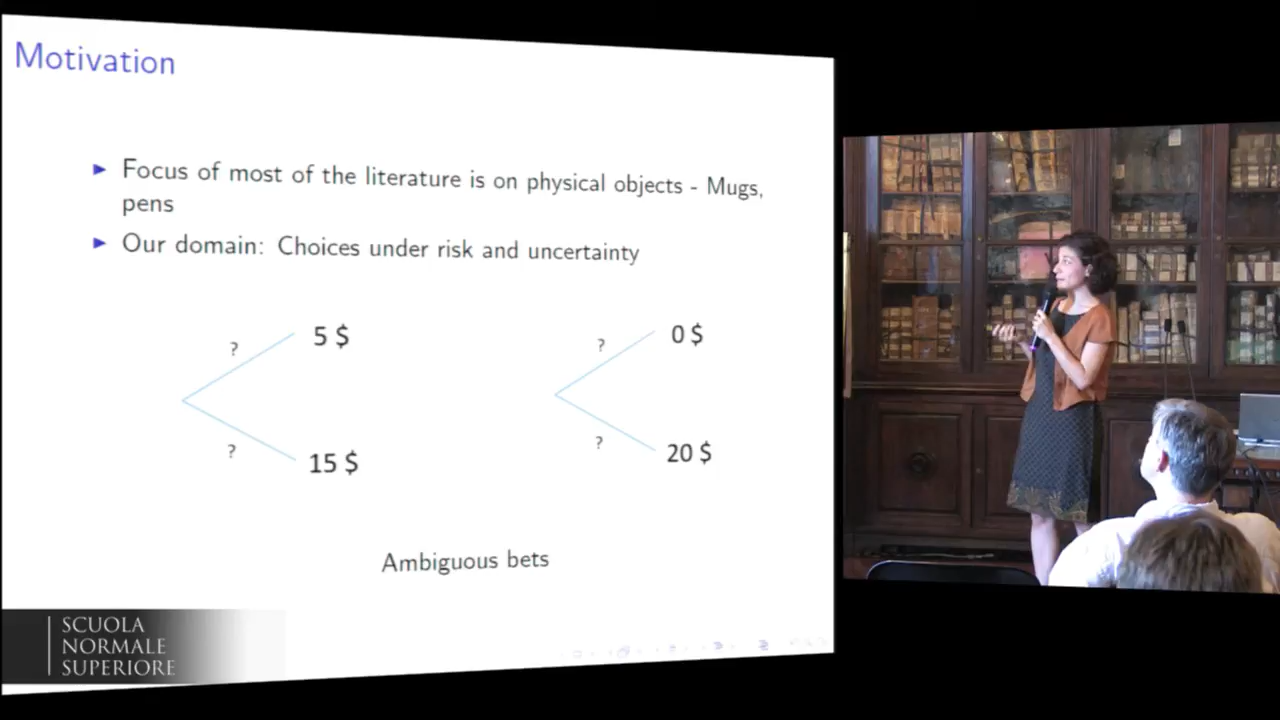 Motivation
Focus of most of the literature is on physical objects - Mugs,
pens
Our domain: Choices under risk and uncertainty
? 5 $
? 15 $
? 0 $
? 20 $
Ambiguous bets
SCUOLA
NORMALE
SUPERIORE